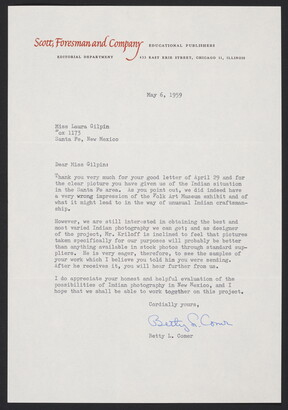 Scott, Foresman and Company EDUCATIONAL PUBLISHERS
EDITORIAL DEPARTMENT 433 EAST ERIE STREET, CHICAGO 11, ILLINOIS
May 6, 1959
Miss Laura Gilpin
Box 1173
Santa Fe, New Mexico
Dear Miss Gilpin:
Thank you very much for your good letter of April 29 and for
the clear picture you have given us of the Indian situation
in the Santa Fe area. As you point out, we did indeed have
a very wrong impression of the Folk Art Museum exhibit and of
what it might lead to in the way of unusual Indian craftsman-
ship.
However, we are still interested in obtaining the best and
most varied Indian photography we can get; and as designer
of the project, Mr. Kriloff is inclined to feel that pictures
taken specifically for our purposes will probably be better
than anything available in stock photos through standard sup-
pliers. He is very eager, therefore, to see the samples of
your work which I believe you told him you were sending.
After he receives it, you will hear further from us.
I do appreciate your honest and helpful evaluation of the
possibilities of Indian photography in New Mexico, and I
hope that we shall be able to work together on this project.
Cordially yours,
Betty L. Comer
Betty L. Comer